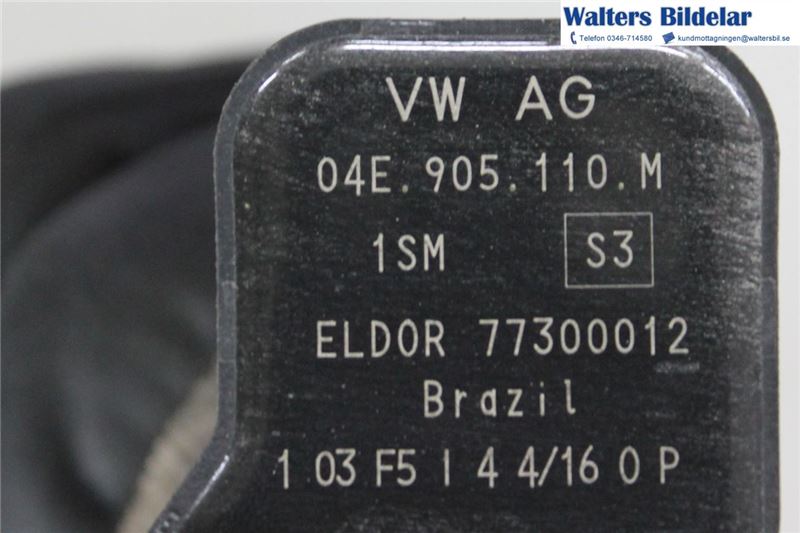 Walters Bildelar
Telefon 0346-714580 kundmottagningen@waltersbil.se
VW AG
04E.905.110.M
1SM S3
ELDOR 77300012
Brazil
1 03 F5 I 4 4/16 0 P